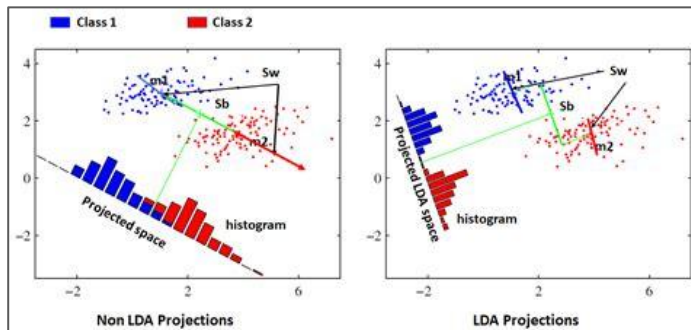 Class 1
Class 2
4
2
0
−2
−2
2
6
m1
Sw
Sb
m2
Projected space
histogram
Non LDA Projections
4
2
0
−2
−2
2
6
m1
Sw
Sb
m2
Projected LDA space
histogram
LDA Projections